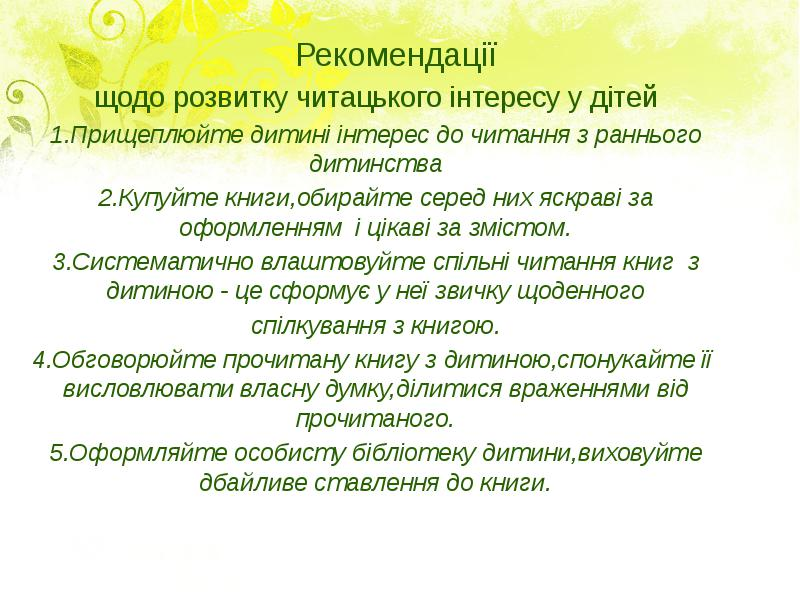 Рекомендації
щодо розвитку читацького інтересу у дітей
1.Прищеплюйте дитині інтерес до читання з раннього
дитинства
2.Купуйте книги,обирайте серед них яскраві за
оформленням  і цікаві за змістом.
3.Систематично влаштовуйте спільні читання книг  з
дитиною - це сформує у неї звичку щоденного
спілкування з книгою.
4.Обговорюйте прочитану книгу з дитиною,спонукайте її
висловлювати власну думку,ділитися враженнями від
прочитаного.
5.Оформляйте особисту бібліотеку дитини,виховуйте
дбайливе ставлення до книги.